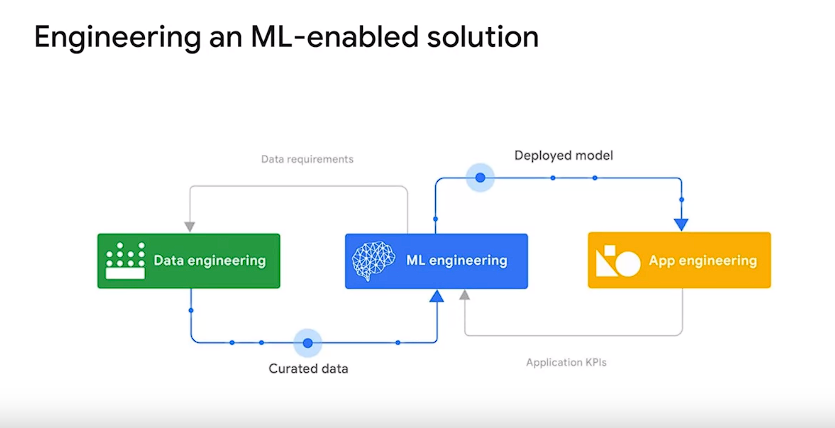 Engineering an ML-enabled solution
Data requirements
Deployed model
Data engineering
ML engineering
App engineering
Curated data
Application KPIs